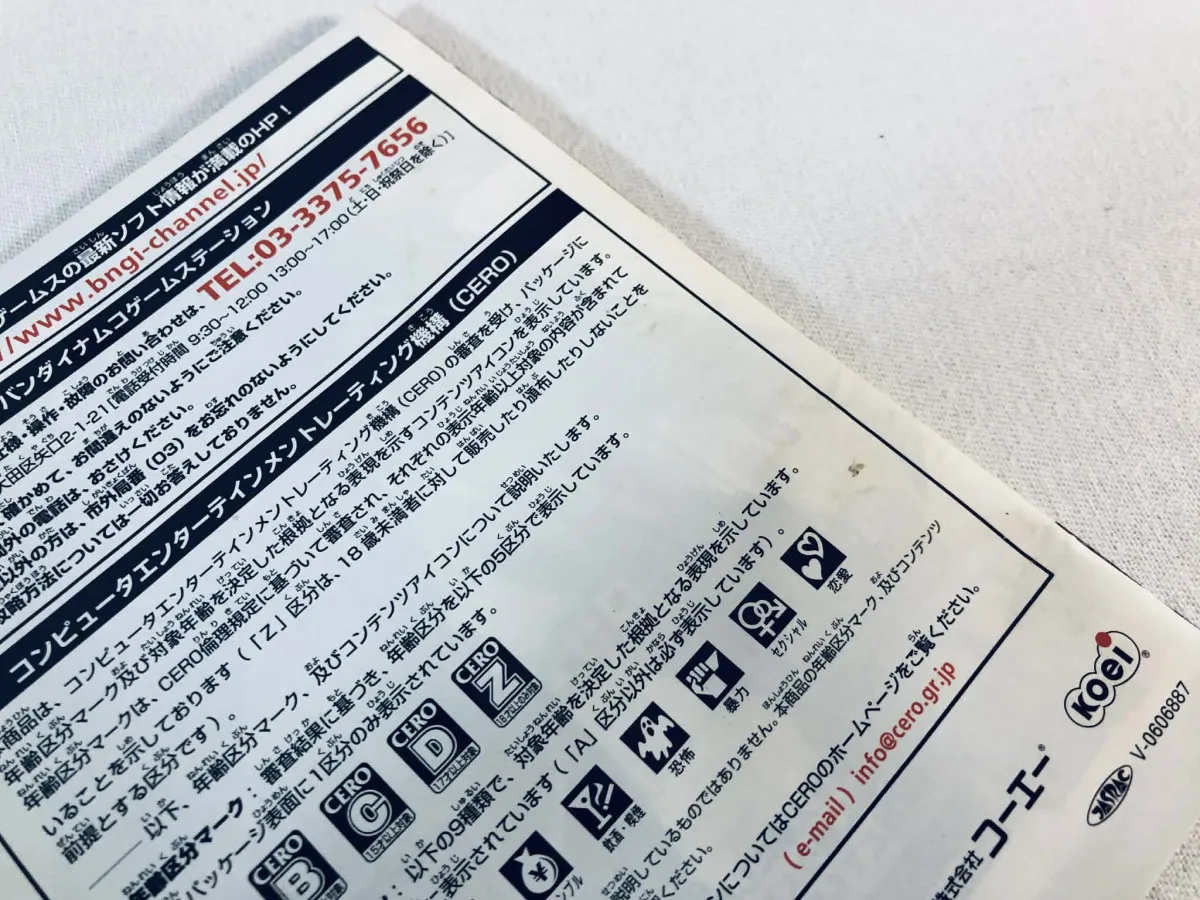 ゲームスの最新ソフト情報が満載のHP！
//www.bngi-channel.jp/
バンダイナムコゲームステーション
仕様・操作・故障のお問い合わせは、
TEL:03-3375-7656
大田区矢口2-1-21 [電話受付時間 9:30~12:00 13:00~17:00(土・日・祝祭日を除く)]
確かめて、お間違えのないようにご注意ください。
外の電話は、おさけください。
以外の方は、市外局番（03）をお忘れのないようにしてください。
攻略方法については一切お答えしておりません。
コンピュータエンターテインメントレーティング機構（CERO）
本商品は、コンピュータエンターテインメントレーティング機構（CERO）の審査を受け、パッケージに
年齢区分マーク及び対象年齢を決定した根拠となる表現を示すコンテンツアイコンを表示しています。
年齢区分マークは、CERO倫理規定に基づいて審査され、それぞれの表示年齢以上対象の内容が含まれて
いることを示しております（「Z」区分は、18歳未満者に対して販売したり頒布したりしないことを
前提とする区分です）。
以下、年齢区分マーク、及びコンテンツアイコンについて説明いたします。
年齢区分マーク：審査結果に基づき、年齢区分を以下の5区分で表示しています。
パッケージ表面に1区分のみ表示されています。
CERO B
CERO C 15才以上対象
CERO D 17才以上対象
CERO Z 18才以上のみ対象
：以下の9種類で、対象年齢を決定した根拠となる表現を示しています。
表示されています（「A」区分以外は必ず表示しています）。
飲酒・喫煙
恐怖
暴力
セクシャル
恋愛
説明しているものではありません。本商品の年齢区分マーク、及びコンテンツ
ください。
ンについてはCEROのホームページをご覧ください。
(e-mail) info@cero.gr.jp
株式会社 コーエー®
KOEI®
V-0606887